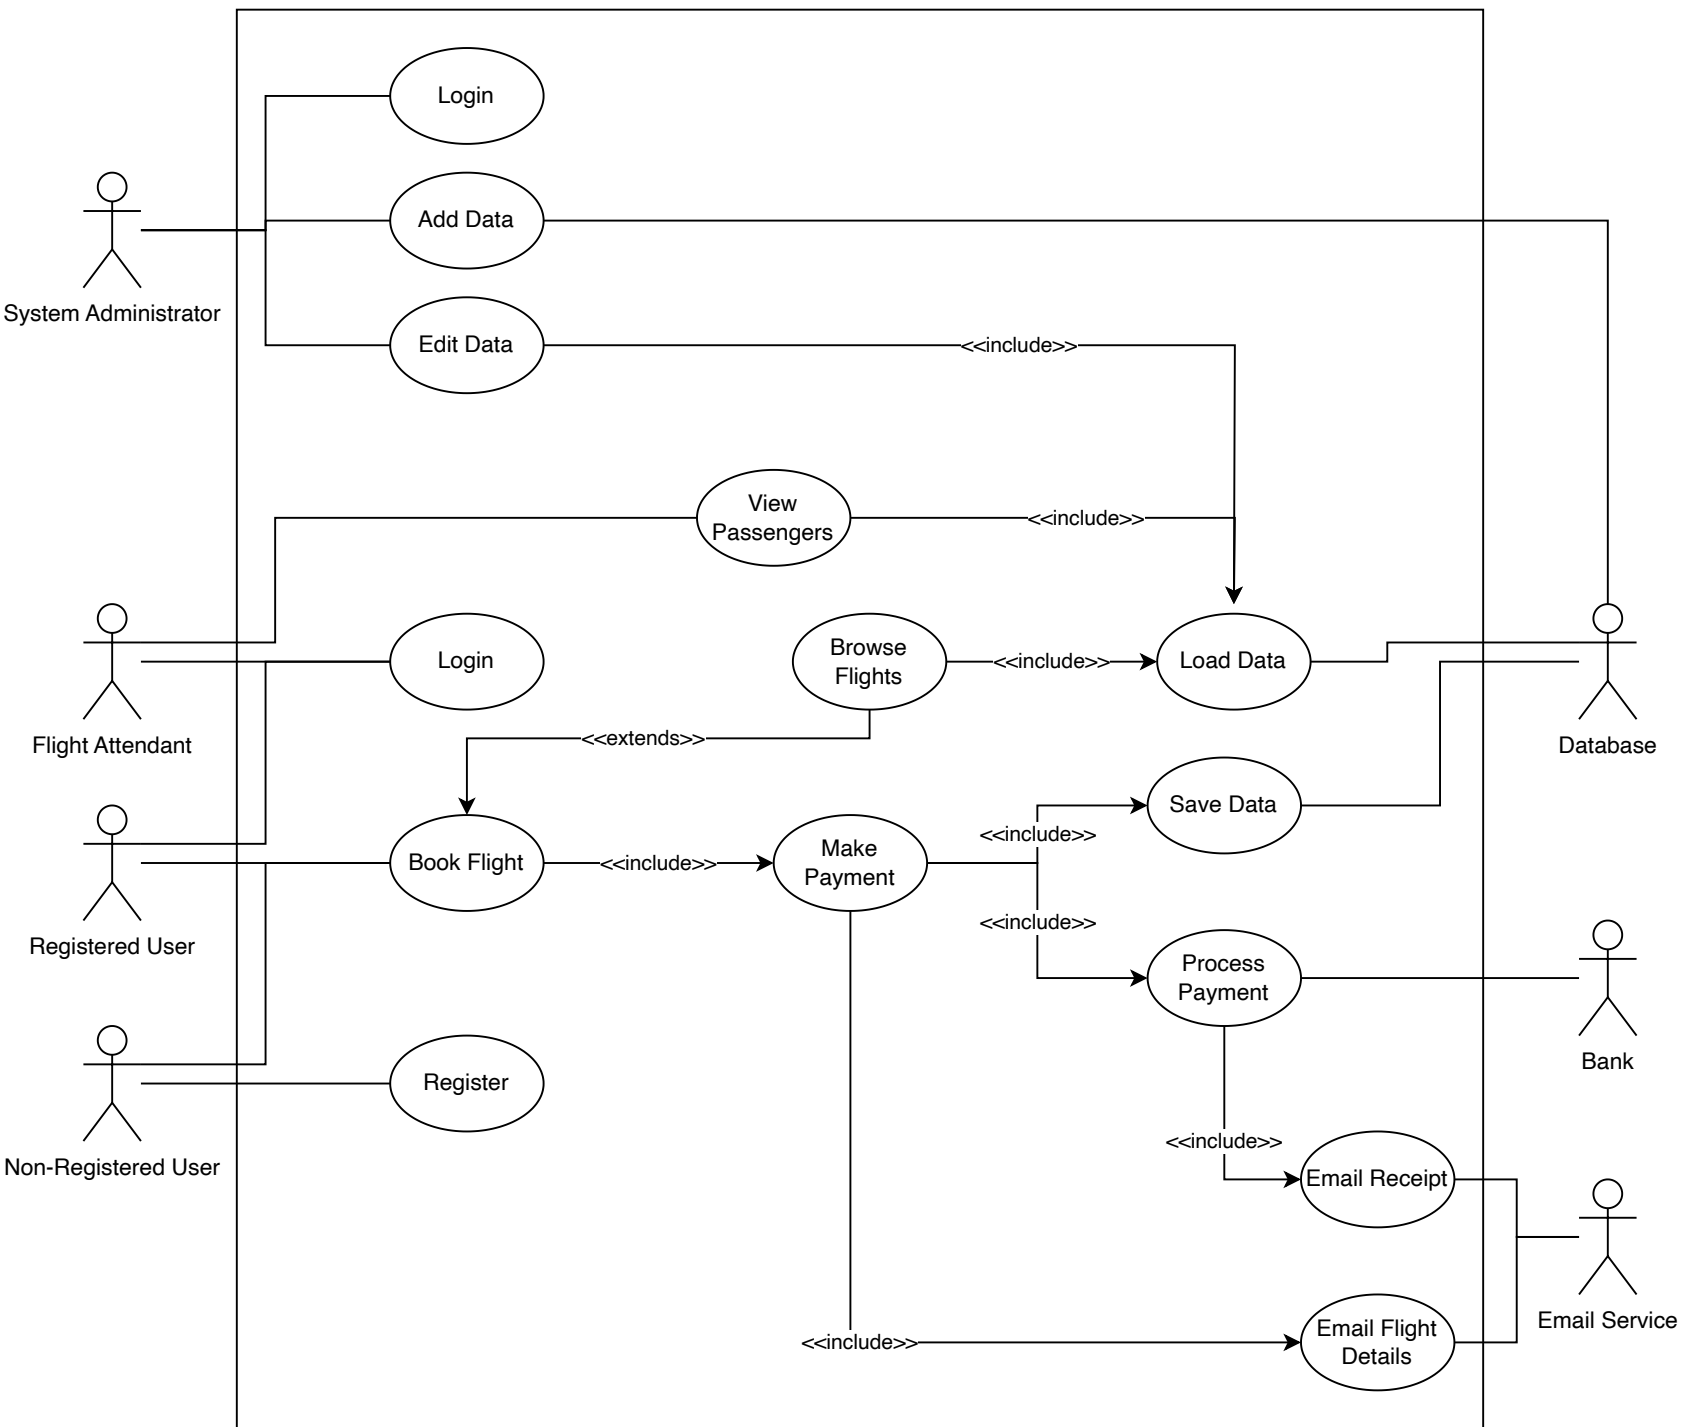 Login
Add Data
System Administrator
Edit Data
<<include>>
View
Passengers
<<include>>
Login
Browse
Flights
<<include>>
Load Data
Flight Attendant
<<extends>>
Database
Save Data
<<include>>
Book Flight
<<include>>
Make
Payment
<<include>>
Registered User
Process
Payment
Bank
Register
<<include>>
Non-Registered User
Email Receipt
Email Service
<<include>>
Email Flight
Details